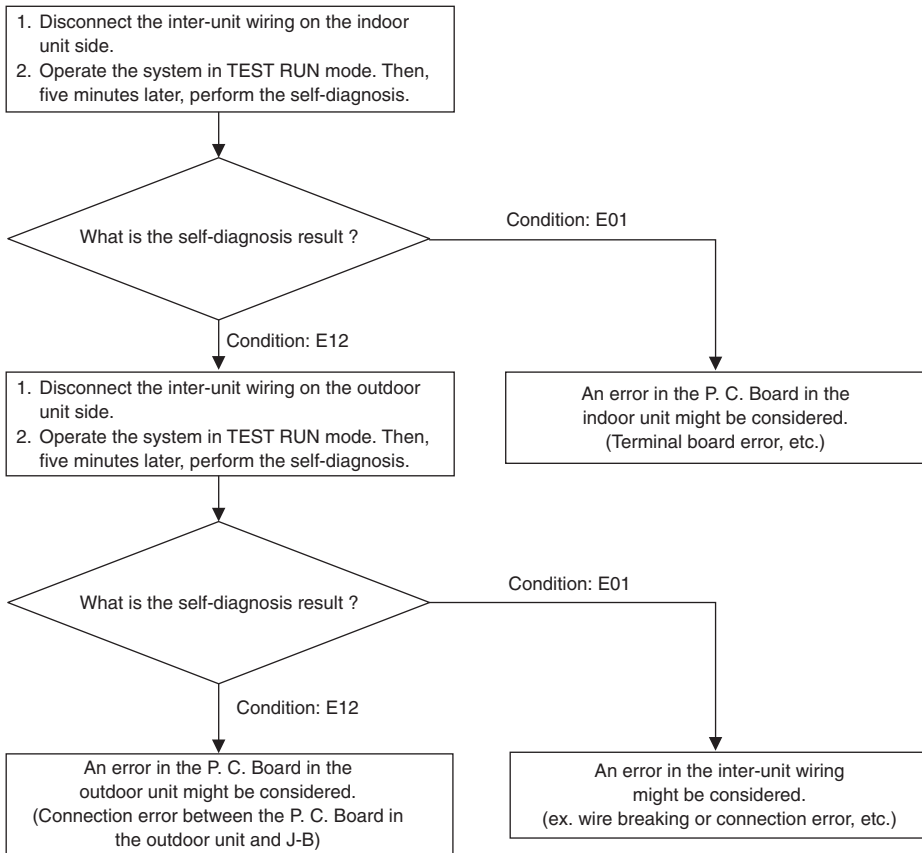 1. Disconnect the inter-unit wiring on the indoor
unit side.
2. Operate the system in TEST RUN mode. Then,
five minutes later, perform the self-diagnosis.
What is the self-diagnosis result ?
Condition: E01
Condition: E12
1. Disconnect the inter-unit wiring on the outdoor
unit side.
2. Operate the system in TEST RUN mode. Then,
five minutes later, perform the self-diagnosis.
An error in the P. C. Board in the
indoor unit might be considered.
(Terminal board error, etc.)
What is the self-diagnosis result ?
Condition: E01
Condition: E12
An error in the P. C. Board in the
outdoor unit might be considered.
(Connection error between the P. C. Board in
the outdoor unit and J-B)
An error in the inter-unit wiring
might be considered.
(ex. wire breaking or connection error, etc.)